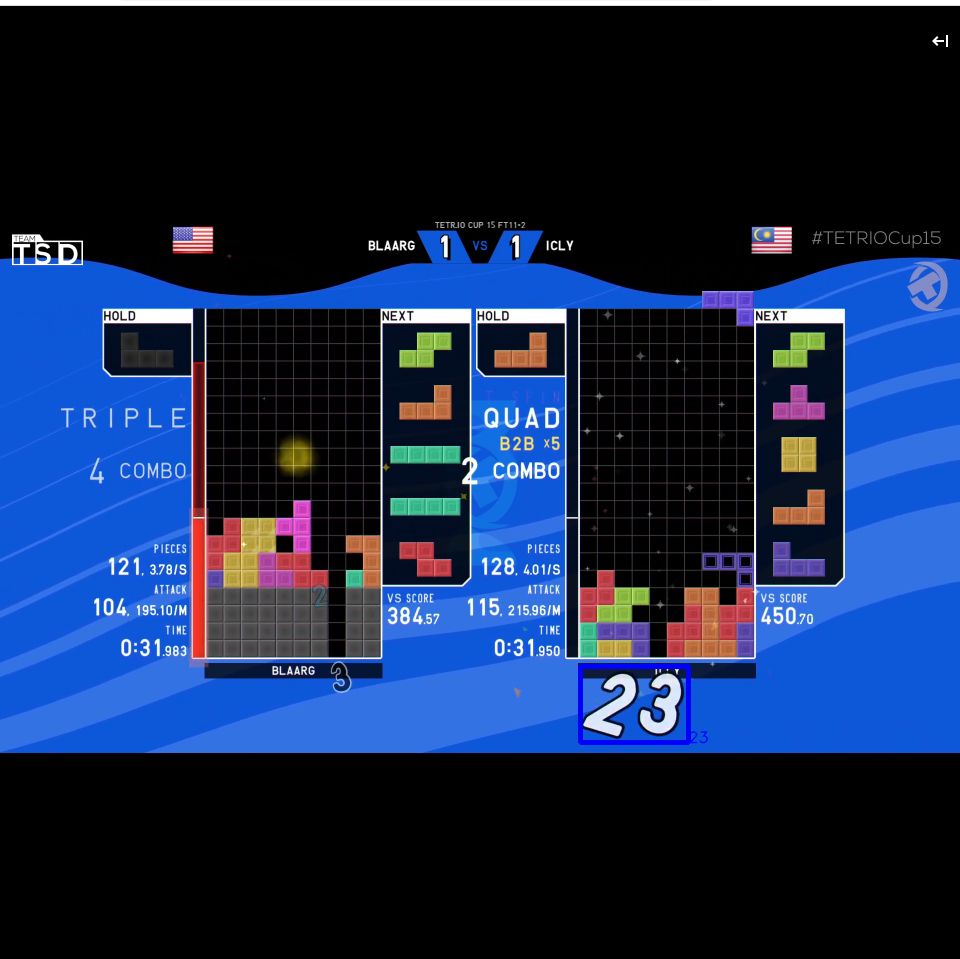 TETR.IO CUP 15 FT11-2
TEAM
TSD
BLAARG 1 VS 1 ICLY
#TETRIOCup15
HOLD
NEXT
HOLD
NEXT
TRIPLE
4 COMBO
T-SPIN
QUAD
B2B x5
2 COMBO
PIECES
121, 3.78/S
ATTACK
104, 195.10/M
TIME
0:31.983
2
VS SCORE
384.57
PIECES
128, 4.01/S
ATTACK
115, 215.96/M
TIME
0:31.950
VS SCORE
450.70
BLAARG
3
ICLY
23
23